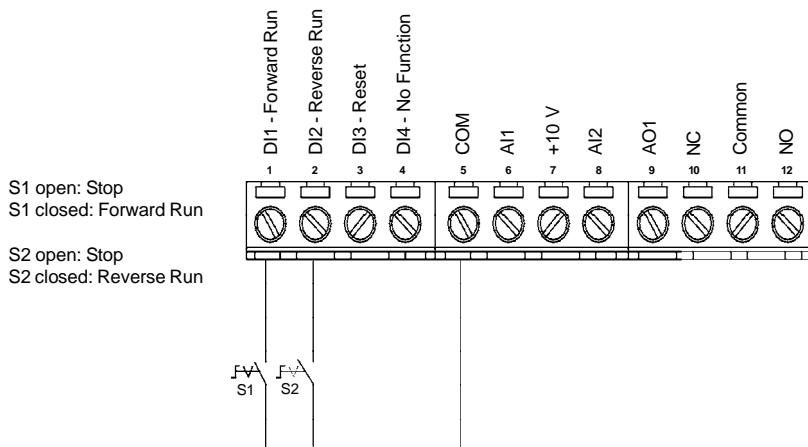 DI1 - Forward Run
DI2 - Reverse Run
DI3 - Reset
DI4 - No Function
COM
AI1
+10 V
AI2
AO1
NC
Common
NO
1 2 3 4 5 6 7 8 9 10 11 12
S1 open: Stop
S1 closed: Forward Run
S2 open: Stop
S2 closed: Reverse Run
S1 S2